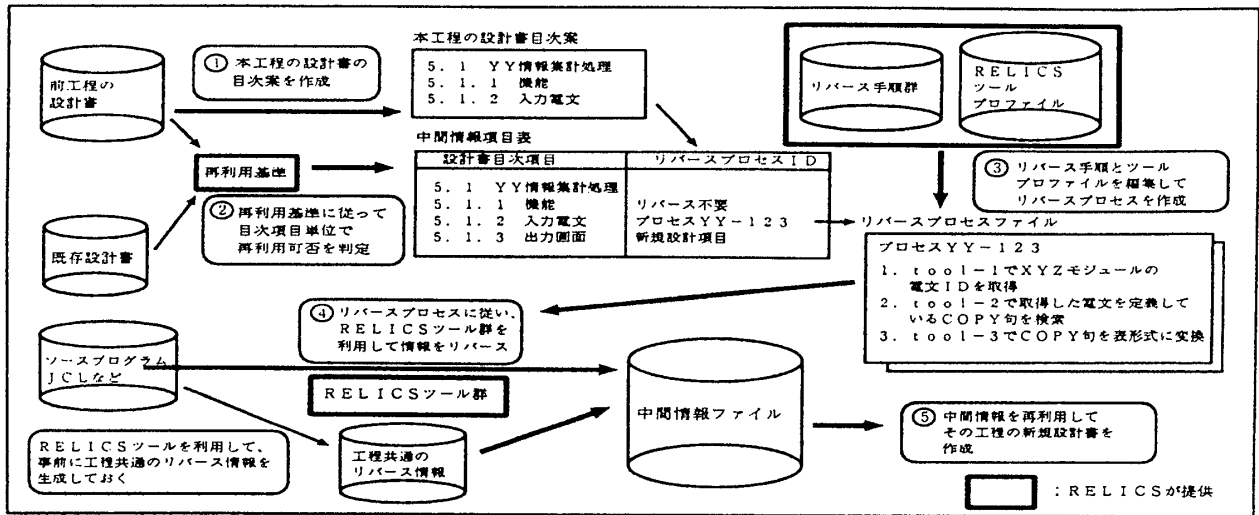 前工程の
設計書
① 本工程の設計書の
目次案を作成
本工程の設計書目次案
5.1 YY情報集計処理
5.1.1 機能
5.1.2 入力電文
リバース手順群
RELICS
ツール
プロファイル
再利用基準
② 再利用基準に従って
目次項目単位で
再利用可否を判定
既存設計書
中間情報項目表
設計書目次項目 リバースプロセスID
5.1 YY情報集計処理
5.1.1 機能 リバース不要
5.1.2 入力電文 プロセスYY-123
5.1.3 出力画面 新規設計項目
③ リバース手順とツール
プロファイルを編集して
リバースプロセスを作成
リバースプロセスファイル
プロセスYY-123
1. tool-1でXYZモジュールの
電文IDを取得
2. tool-2で取得した電文を定義して
いるCOPY句を検索
3. tool-3でCOPY句を表形式に変換
④ リバースプロセスに従い、
RELICSツール群を
利用して情報をリバース
ソースプログラム
JCLなど
RELICSツール群
RELICSツールを利用して、
事前に工程共通のリバース情報を
生成しておく
工程共通の
リバース情報
中間情報ファイル
⑤ 中間情報を再利用して
その工程の新規設計書を
作成
:RELICSが提供